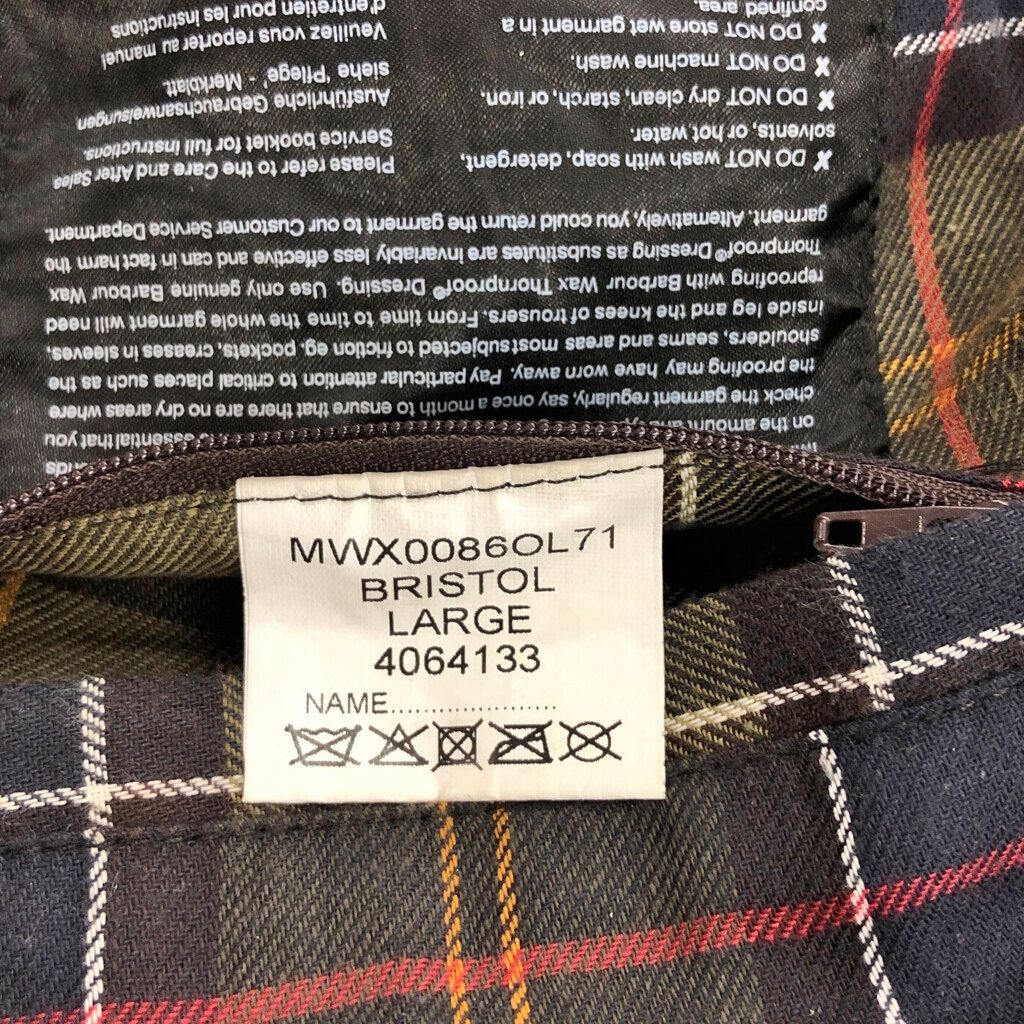 MWX0086OL71
BRISTOL
LARGE
4064133
NAME.....................
on the amount and
check the garment regularly, say once a month to ensure that there are no dry areas where
the proofing may have worn away. Pay particular attention to critical places such as the
shoulders, seams and areas most subjected to friction eg. pockets, creases in sleeves,
inside leg and the knees of trousers. From time to time the whole garment will need
reproofing with Barbour Wax Thornproof® Dressing. Use only genuine Barbour Wax
Thornproof® Dressing as substitutes are invariably less effective and can in fact harm the
garment. Alternatively, you could return the garment to our Customer Service Department.
✗ DO NOT wash with soap, detergent,
solvents, or hot water.
✗ DO NOT dry clean, starch, or iron.
✗ DO NOT machine wash.
✗ DO NOT store wet garment in a
confined area.
Please refer to the Care and After Sales
Service booklet for full instructions.
Ausführliche Gebrauchsanweisungen
siehe 'Pflege' - Merkblatt.
Veuillez vous reporter au manuel
d'entretien pour les instructions